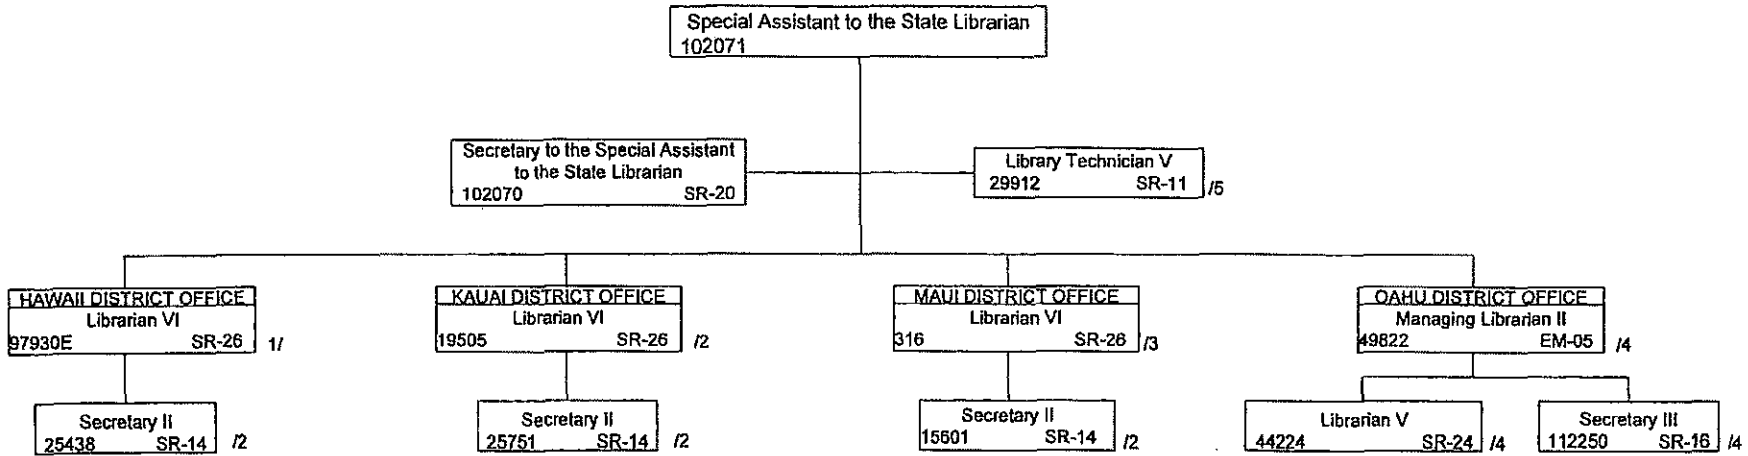 Special Assistant to the State Librarian
102071
Secretary to the Special Assistant
to the State Librarian
102070 SR-20
Library Technician V
29912 SR-11 /5
HAWAII DISTRICT OFFICE
Librarian VI
97930E SR-26 1/
KAUAI DISTRICT OFFICE
Librarian VI
19505 SR-26 /2
MAUI DISTRICT OFFICE
Librarian VI
316 SR-26 /3
OAHU DISTRICT OFFICE
Managing Librarian II
49822 EM-05 /4
Secretary II
25438 SR-14 /2
Secretary II
25751 SR-14 /2
Secretary II
15601 SR-14 /2
Librarian V
44224 SR-24 /4
Secretary III
112250 SR-16 /4